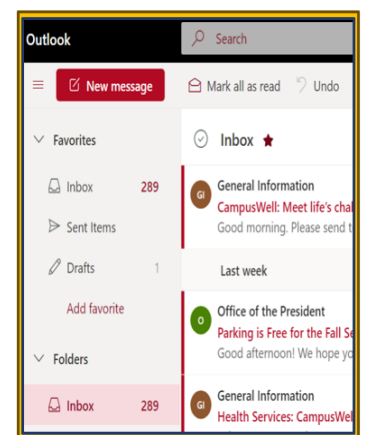 Outlook
Search
New message
Mark all as read
Undo
Favorites
Inbox 289
Sent Items
Drafts 1
Add favorite
Folders
Inbox 289
Inbox
GI
General Information
CampusWell: Meet life's chal
Good morning. Please send t
Last week
O
Office of the President
Parking is Free for the Fall Se
Good afternoon! We hope yo
GI
General Information
Health Services: CampusWel